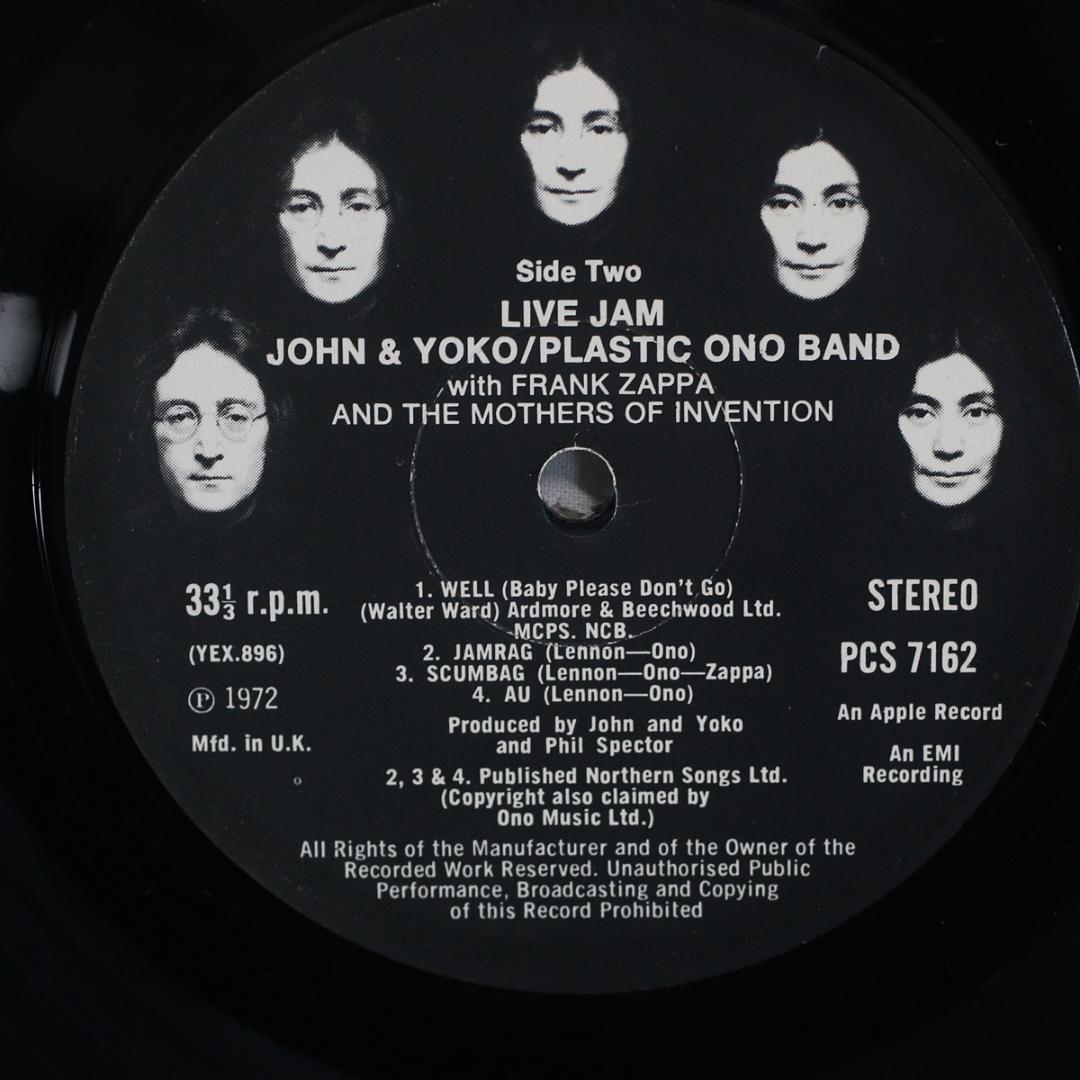 Side Two
LIVE JAM
JOHN & YOKO/PLASTIC ONO BAND
with FRANK ZAPPA
AND THE MOTHERS OF INVENTION
33⅓ r.p.m.
(YEX.896)
Ⓟ 1972
Mfd. in U.K.
1. WELL (Baby Please Don't Go)
(Walter Ward) Ardmore & Beechwood Ltd.
MCPS. NCB.
2. JAMRAG (Lennon—Ono)
3. SCUMBAG (Lennon—Ono—Zappa)
4. AU (Lennon—Ono)
Produced by John and Yoko
and Phil Spector
2, 3 & 4. Published Northern Songs Ltd.
(Copyright also claimed by
Ono Music Ltd.)
STEREO
PCS 7162
An Apple Record
An EMI
Recording
All Rights of the Manufacturer and of the Owner of the
Recorded Work Reserved. Unauthorised Public
Performance, Broadcasting and Copying
of this Record Prohibited